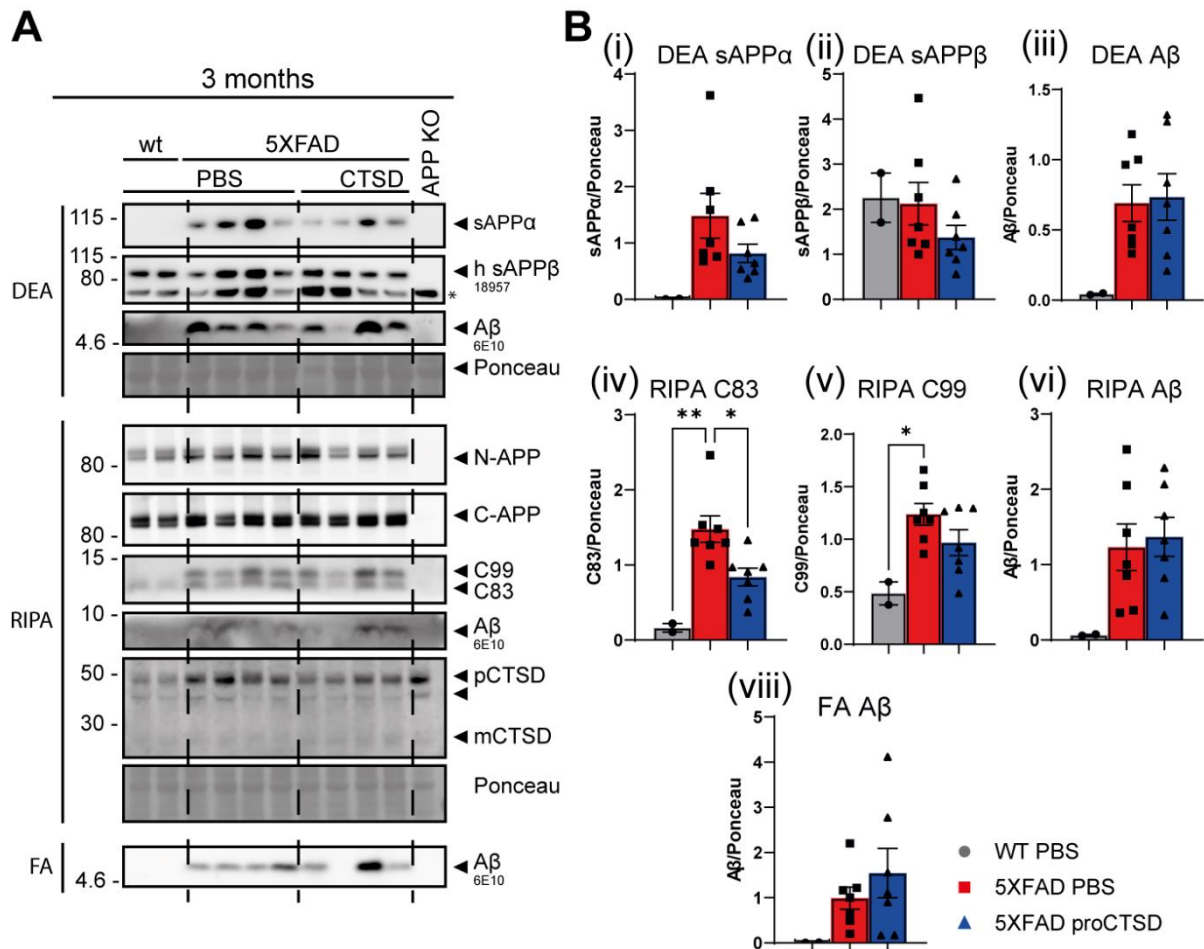 A
3 months
wt
5XFAD
APP KO
PBS
CTSD
DEA
115 -
sAPPα
115 -
80 -
h sAPPβ
18957
*
4.6 -
Aβ
6E10
Ponceau
RIPA
80 -
N-APP
80 -
C-APP
15 -
C99
C83
10 -
Aβ
6E10
50 -
pCTSD
30 -
mCTSD
Ponceau
FA
4.6 -
Aβ
6E10
B
(i)
DEA sAPPα
sAPPα/Ponceau
4
3
2
1
0
(ii)
DEA sAPPβ
sAPPβ/Ponceau
5
4
3
2
1
0
(iii)
DEA Aβ
Aβ/Ponceau
1.5
1.0
0.5
0.0
(iv)
RIPA C83
C83/Ponceau
3
2
1
0
**
*
(v)
RIPA C99
C99/Ponceau
2.0
1.5
1.0
0.5
0.0
*
(vi)
RIPA Aβ
Aβ/Ponceau
3
2
1
0
(viii)
FA Aβ
Aβ/Ponceau
5
4
3
2
1
0
WT PBS
5XFAD PBS
5XFAD proCTSD